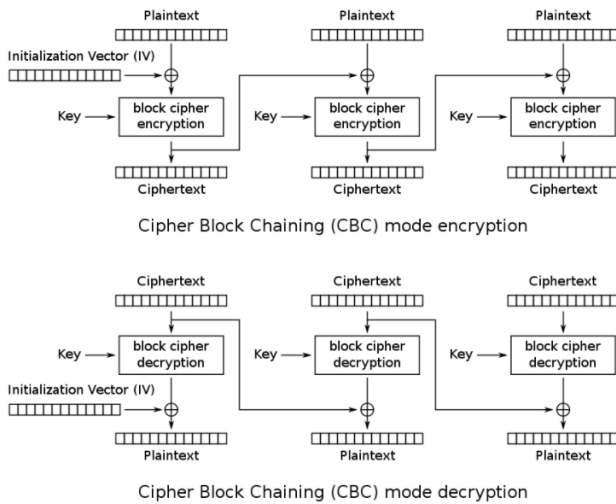 Plaintext Plaintext Plaintext
Initialization Vector (IV)
Key block cipher encryption Key block cipher encryption Key block cipher encryption
Ciphertext Ciphertext Ciphertext
Cipher Block Chaining (CBC) mode encryption
Ciphertext Ciphertext Ciphertext
Key block cipher decryption Key block cipher decryption Key block cipher decryption
Initialization Vector (IV)
Plaintext Plaintext Plaintext
Cipher Block Chaining (CBC) mode decryption